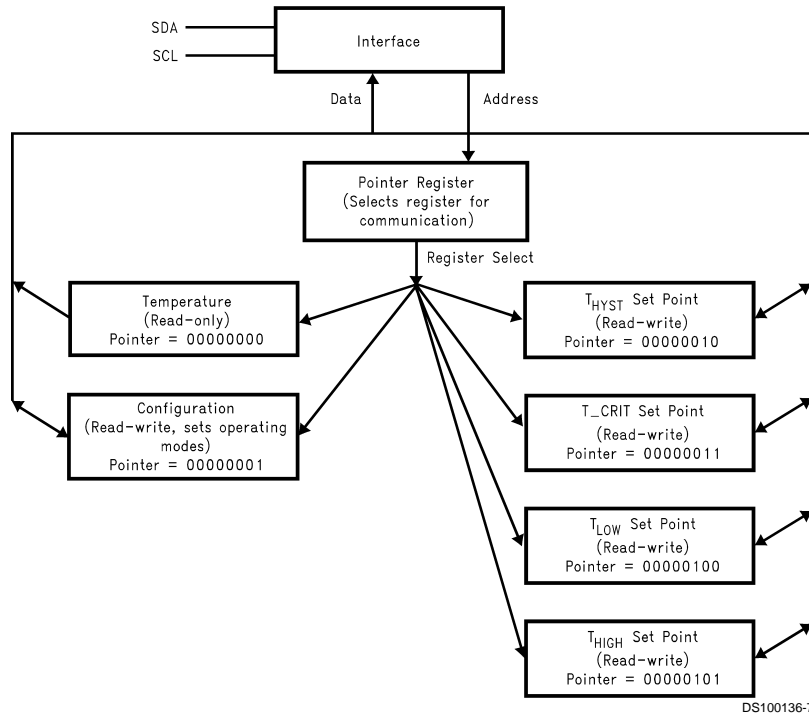 SDA
SCL
Interface
Data
Address
Pointer Register
(Selects register for
communication)
Register Select
Temperature
(Read-only)
Pointer = 00000000
Configuration
(Read-write, sets operating
modes)
Pointer = 00000001
THYST Set Point
(Read-write)
Pointer = 00000010
T_CRIT Set Point
(Read-write)
Pointer = 00000011
TLOW Set Point
(Read-write)
Pointer = 00000100
THIGH Set Point
(Read-write)
Pointer = 00000101